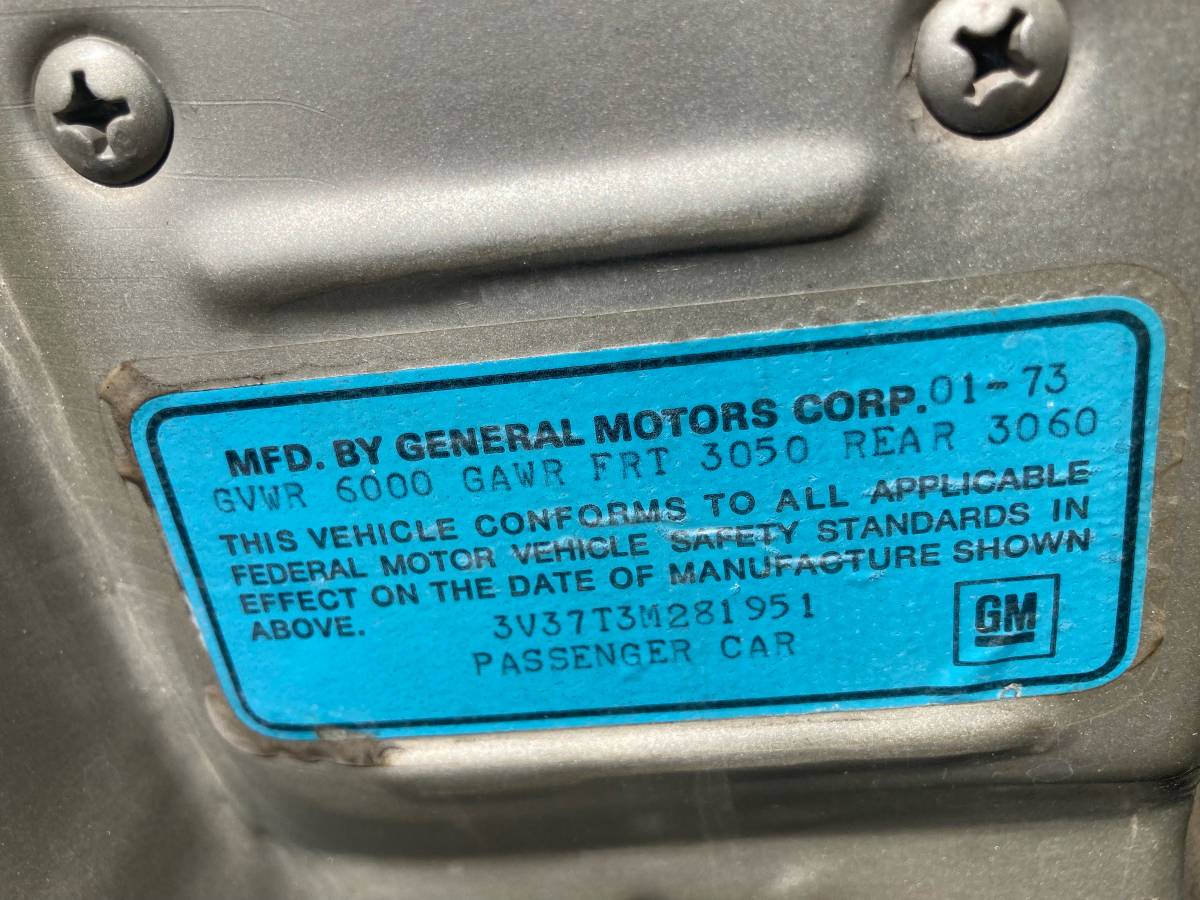 MFD. BY GENERAL MOTORS CORP. 01-73
GVWR 6000 GAWR FRT 3050 REAR 3060
THIS VEHICLE CONFORMS TO ALL APPLICABLE
FEDERAL MOTOR VEHICLE SAFETY STANDARDS IN
EFFECT ON THE DATE OF MANUFACTURE SHOWN
ABOVE.
3V37T3M281951
PASSENGER CAR
GM